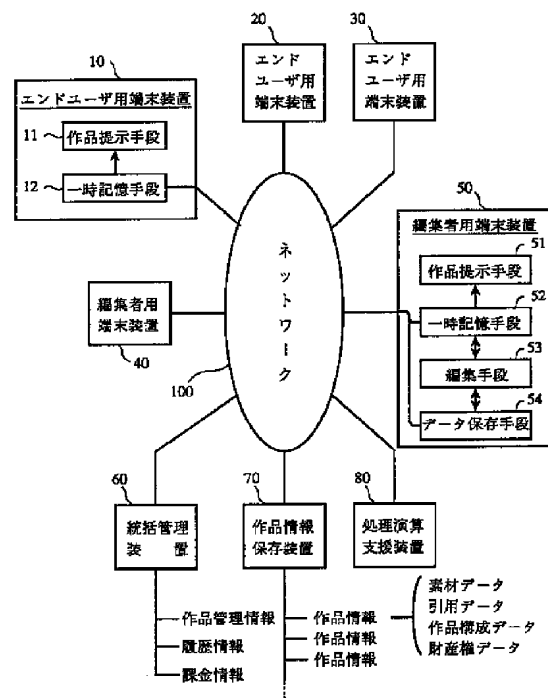 20
30
10
エンド
ユーザ用
端末装置
エンド
ユーザ用
端末装置
エンドユーザ用端末装置
11
作品提示手段
12
一時記憶手段
50
編集者用端末装置
51
作品提示手段
52
一時記憶手段
53
編集手段
54
データ保存手段
ネットワーク
編集者用
端末装置
40
100
60
統括管理
装置
70
作品情報
保存装置
80
処理演算
支援装置
作品管理情報
履歴情報
課金情報
作品情報
作品情報
作品情報
素材データ
引用データ
作品構成データ
財産権データ